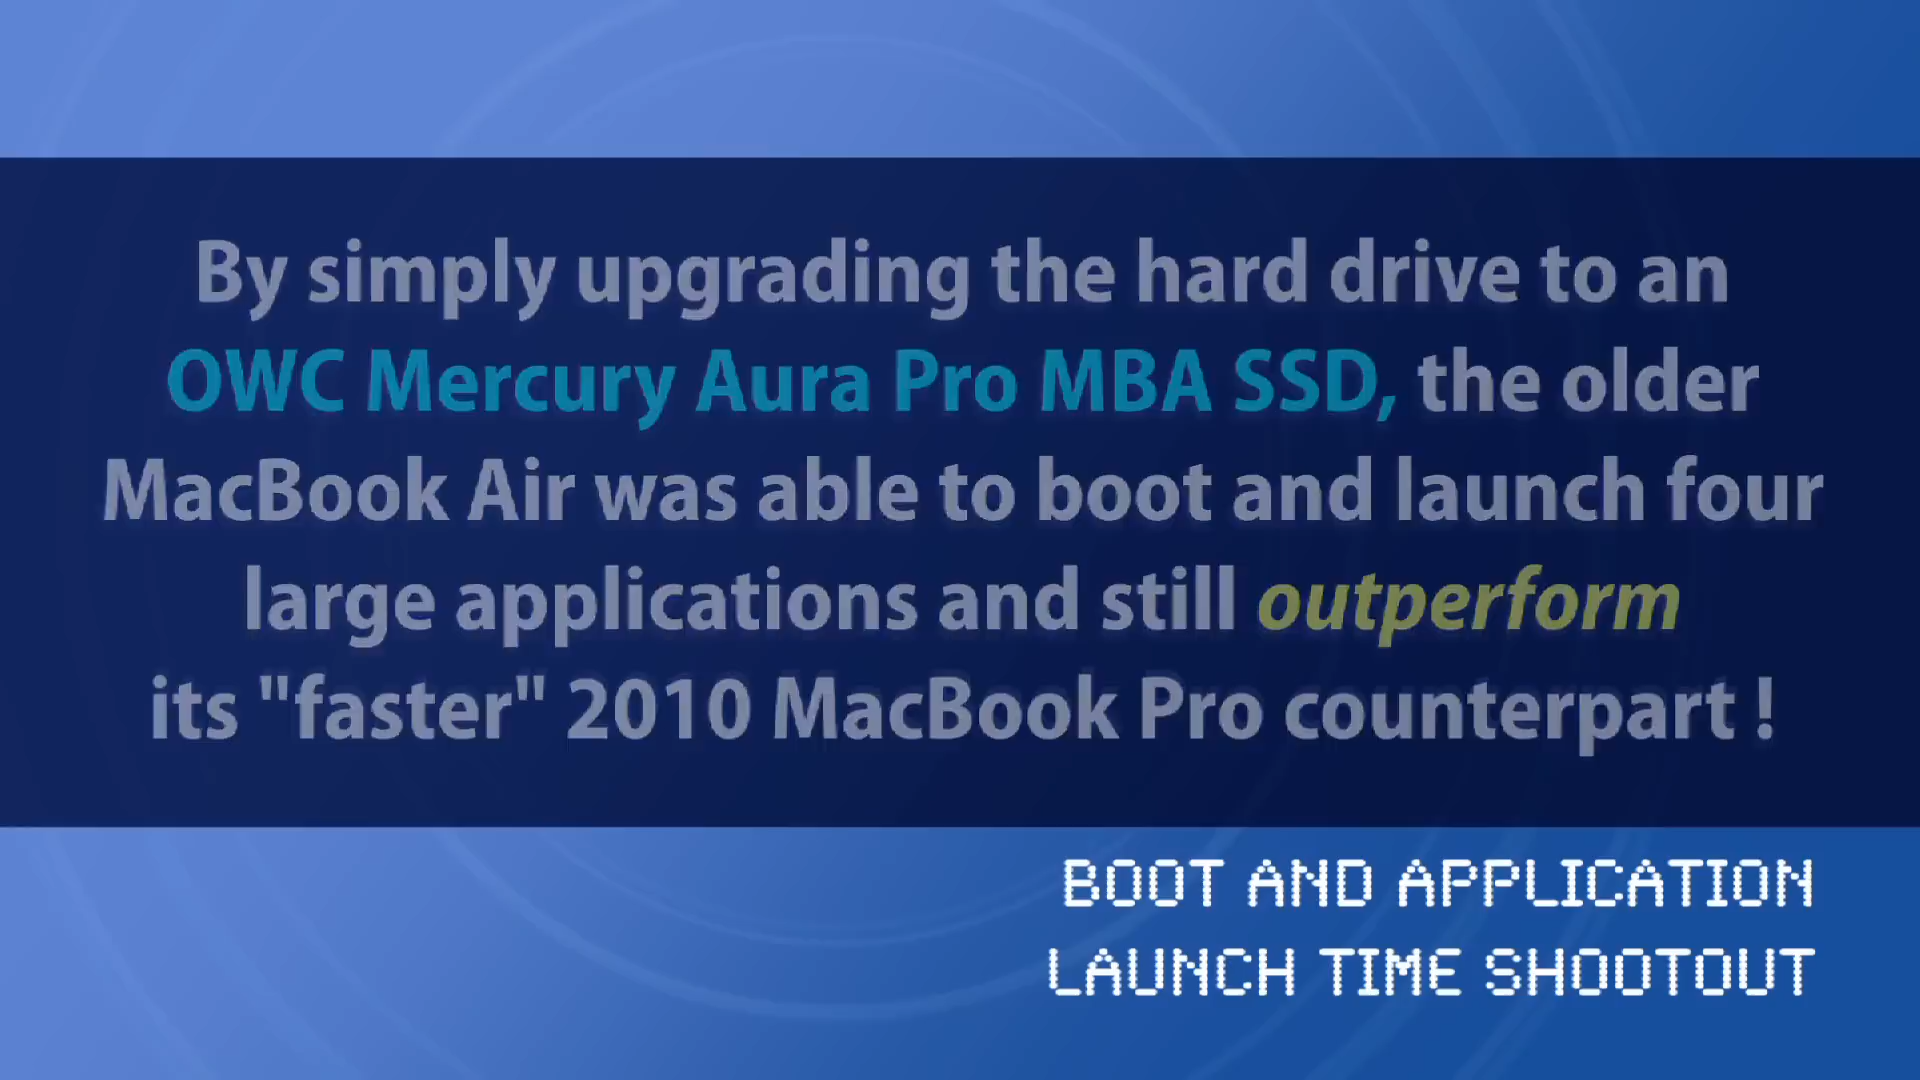 By simply upgrading the hard drive to an
OWC Mercury Aura Pro MBA SSD, the older
MacBook Air was able to boot and launch four
large applications and still outperform
its "faster" 2010 MacBook Pro counterpart !
BOOT AND APPLICATION
LAUNCH TIME SHOOTOUT